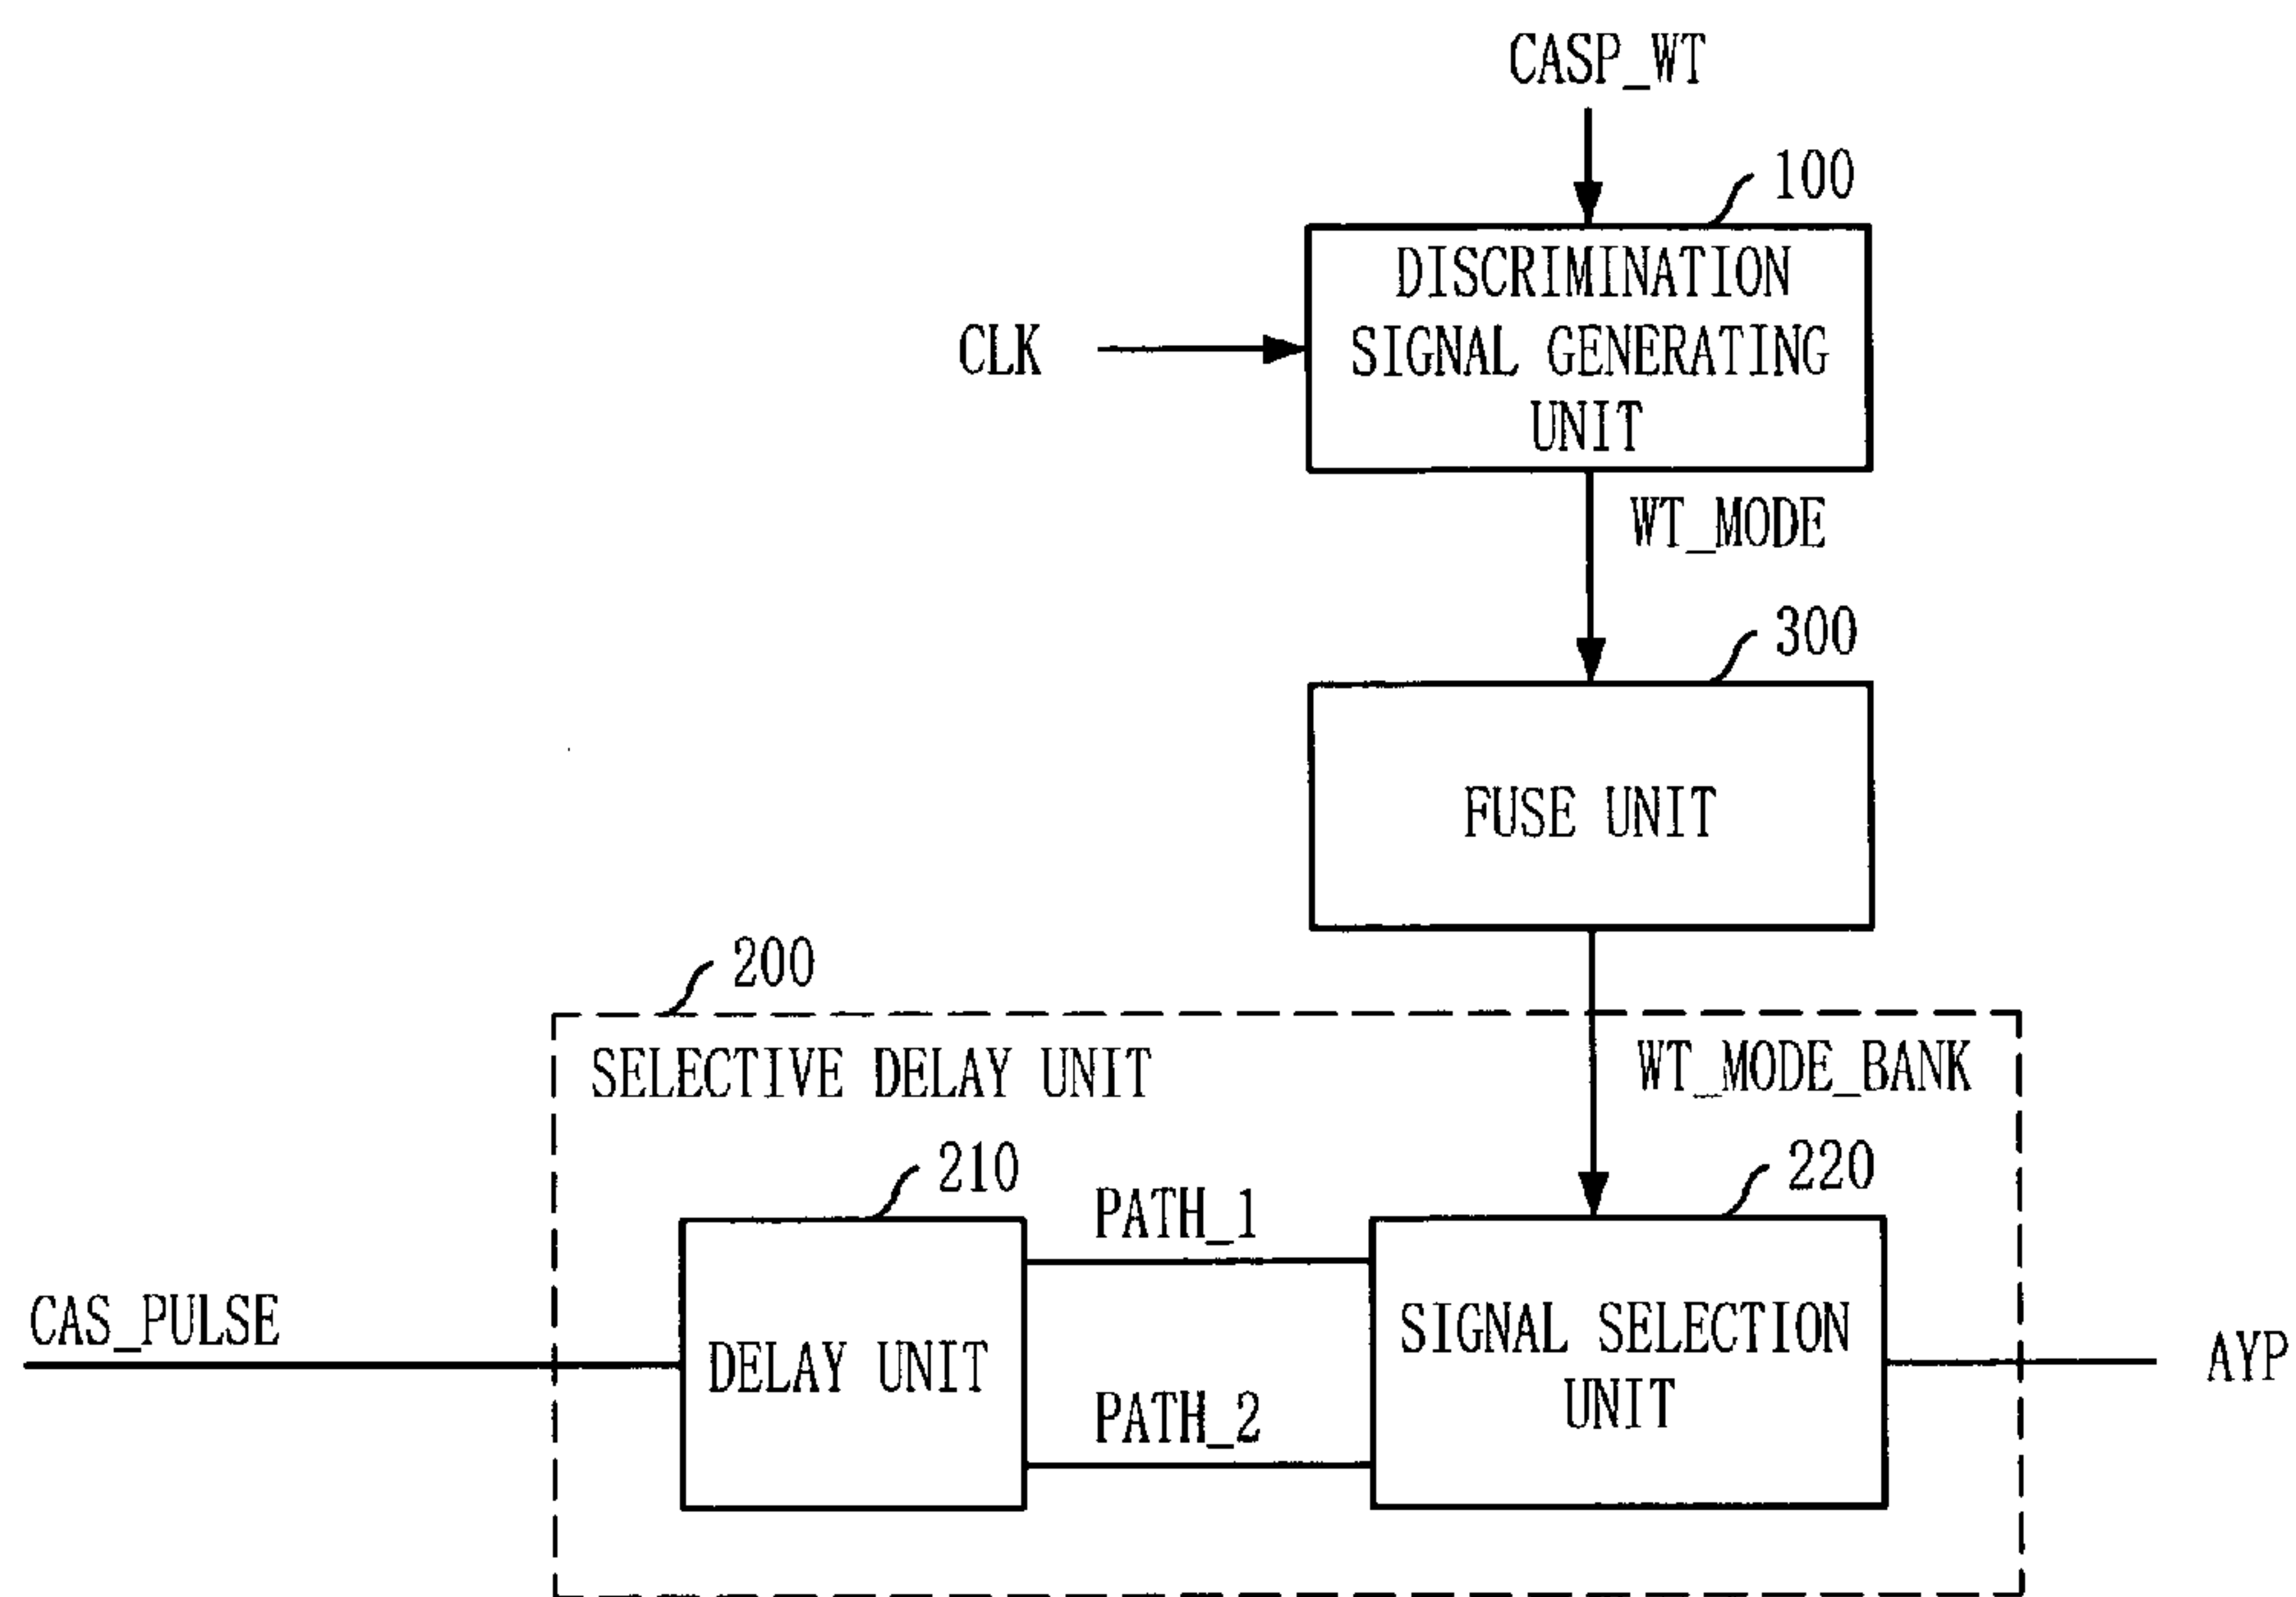 CASP_WT
100
DISCRIMINATION
SIGNAL GENERATING
UNIT
CLK
WT_MODE
300
FUSE UNIT
200
SELECTIVE DELAY UNIT
WT_MODE_BANK
210
220
PATH_1
CAS_PULSE
DELAY UNIT
SIGNAL SELECTION
UNIT
AYP
PATH_2